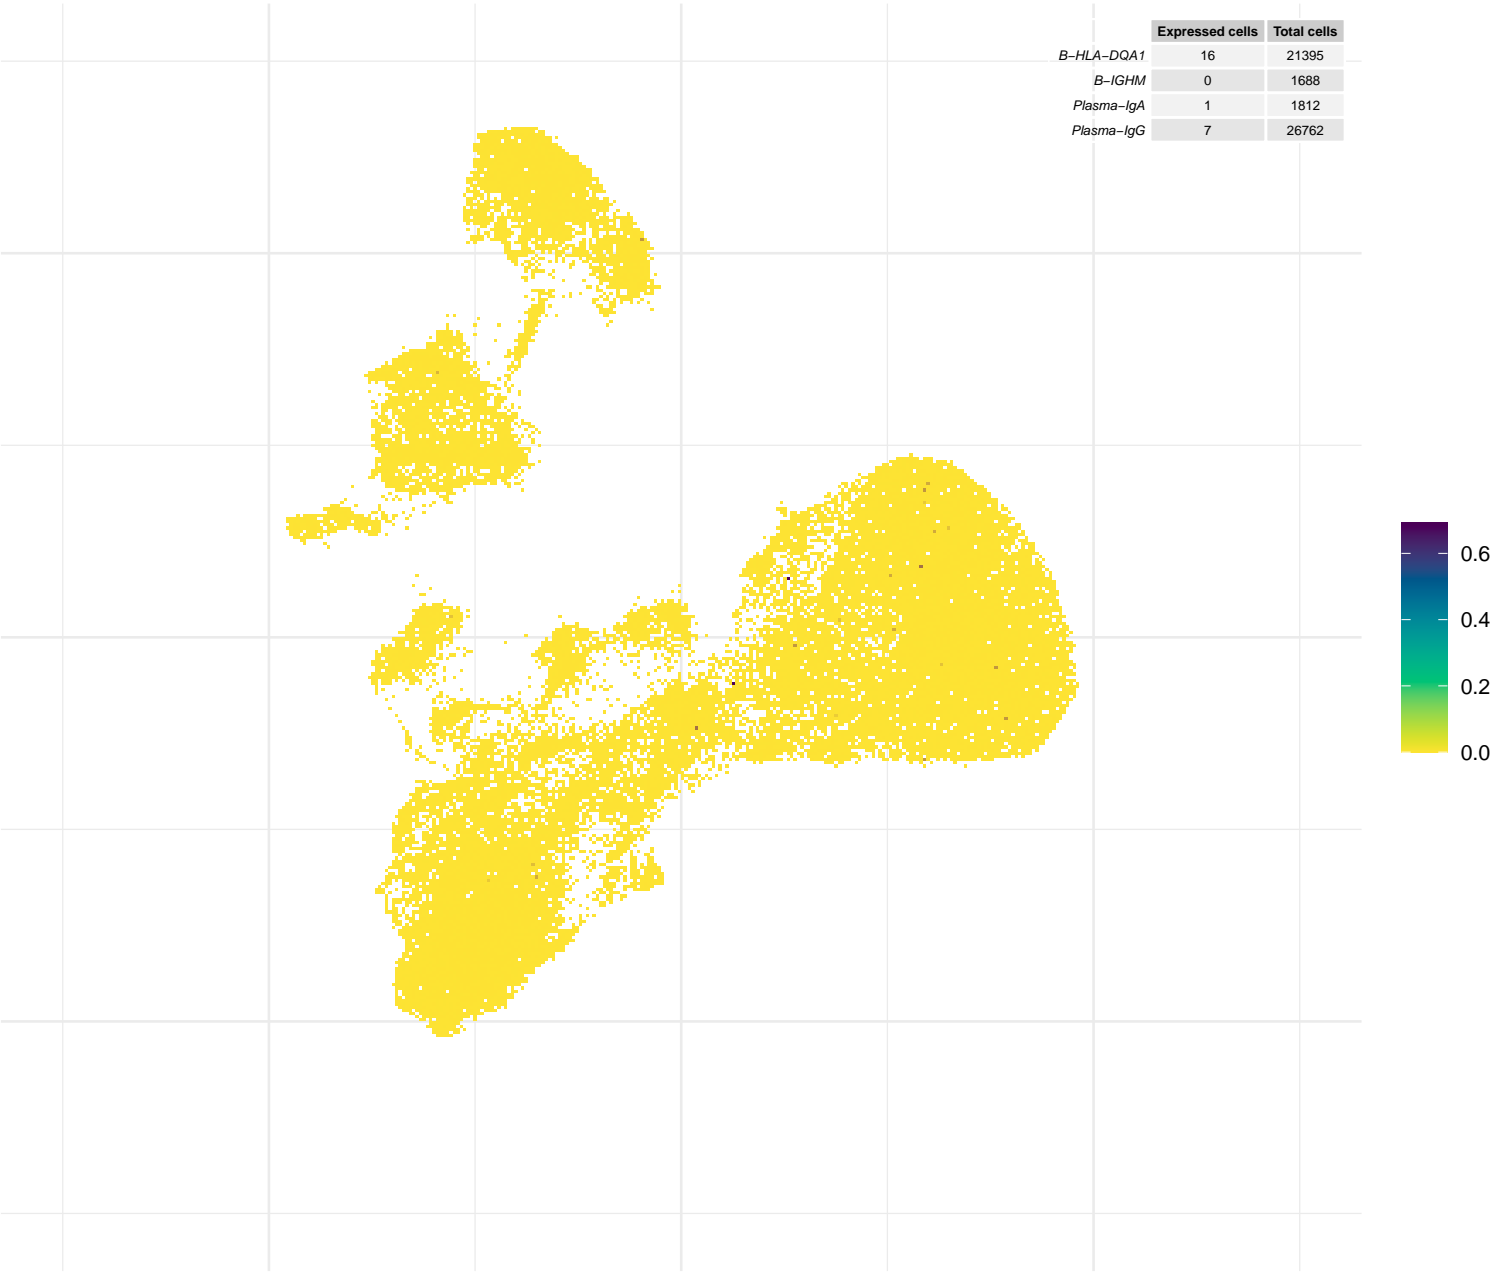 Expressed cells Total cells
B−HLA−DQA1 16 21395
B−IGHM 0 1688
Plasma−IgA 1 1812
Plasma−IgG 7 26762
0.6
0.4
0.2
0.0